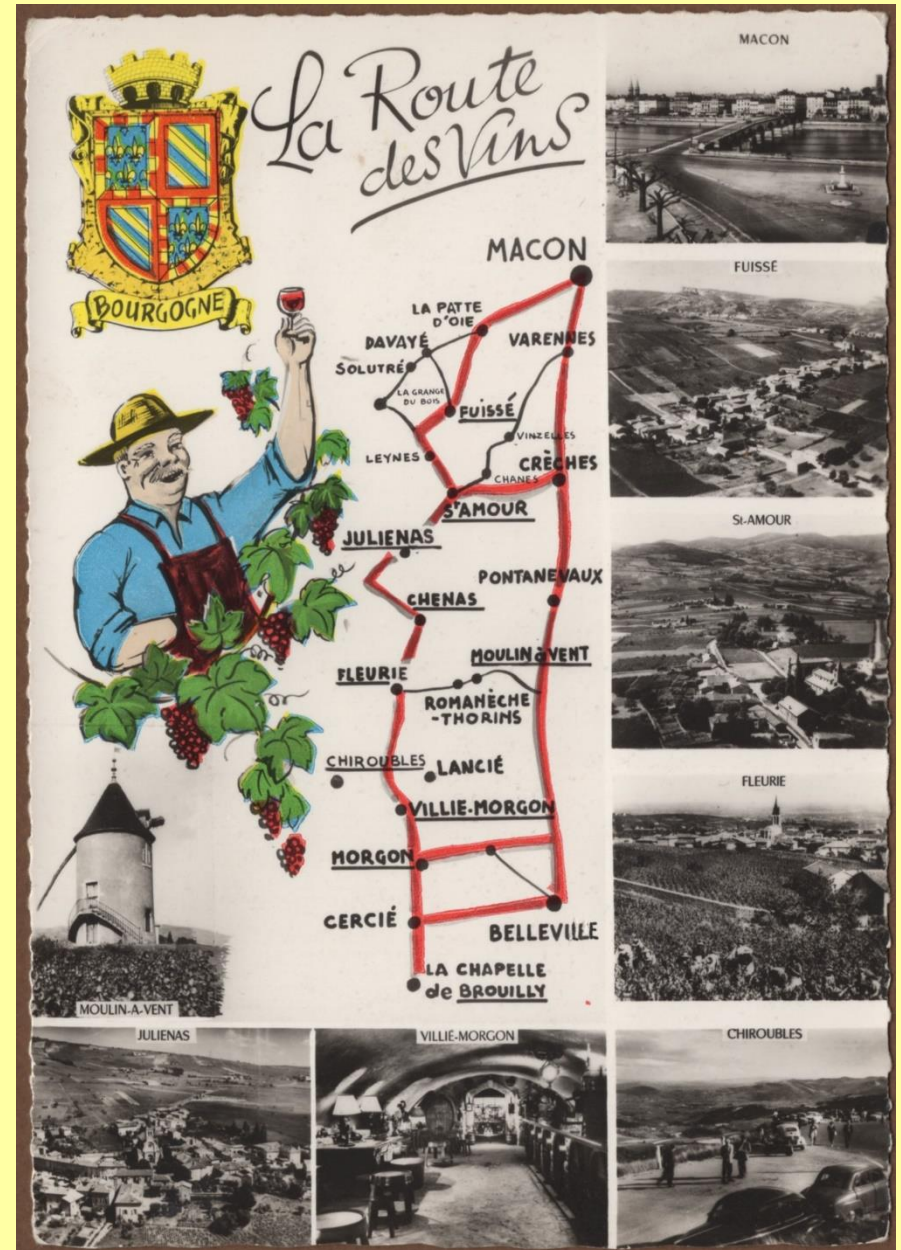 La Route
des Vins
BOURGOGNE
MACON
LA PATTE
D'OIE
DAVAYÉ
VARENNES
SOLUTRÉ
LA GRANGE
DU BOIS
FUISSÉ
VINZELLES
LEYNES
CRÈCHES
CHANES
St AMOUR
JULIENAS
PONTANEVAUX
CHENAS
MOULIN à VENT
FLEURIE
ROMANÈCHE
-THORINS
CHIROUBLES
LANCIÉ
VILLIE-MORGON
MORGON
CERCIÉ
BELLEVILLE
LA CHAPELLE
de BROUILLY
MACON
FUISSÉ
St-AMOUR
FLEURIE
MOULIN-A-VENT
JULIENAS
VILLIÉ-MORGON
CHIROUBLES